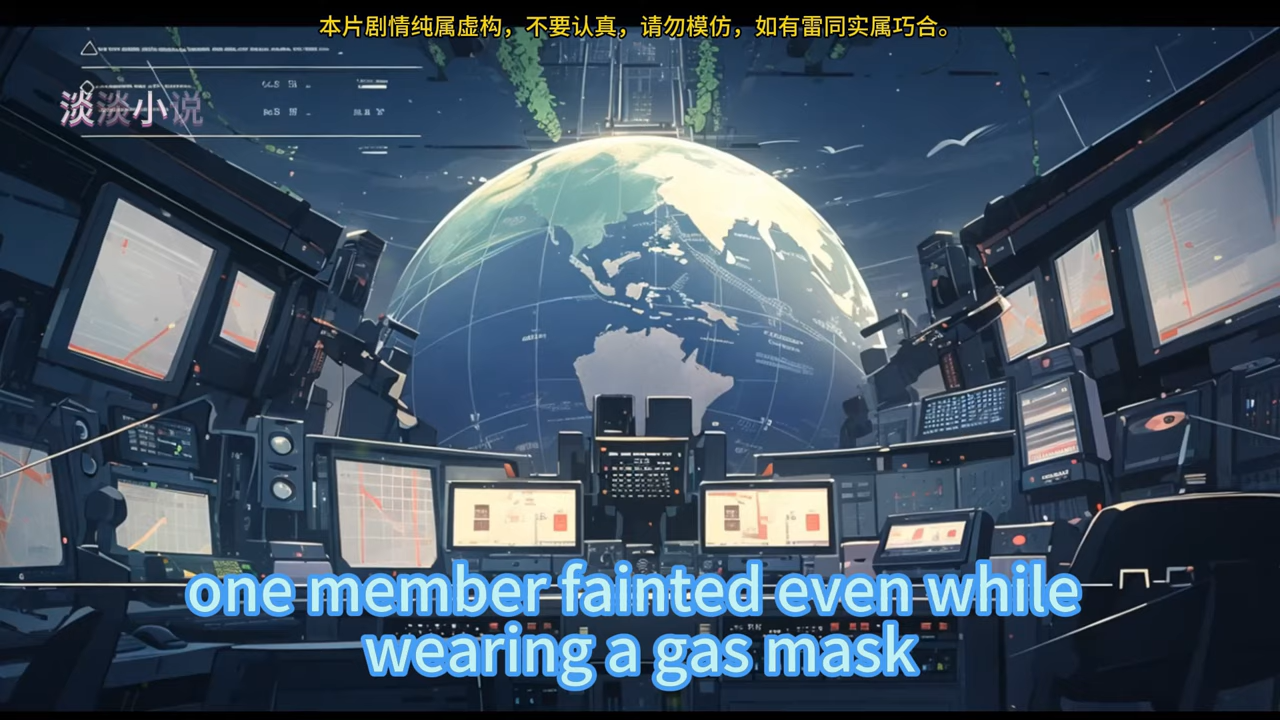 本片剧情纯属虚构，不要认真，请勿模仿，如有雷同实属巧合。
淡淡小说
one member fainted even while
wearing a gas mask